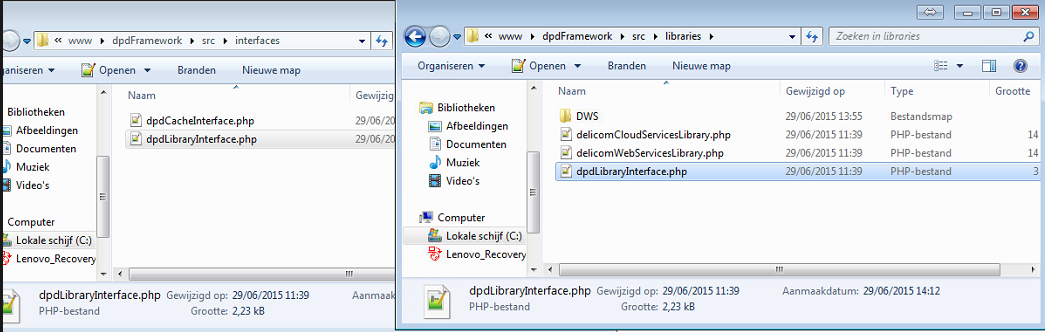 « www ▸ dpdFramework ▸ src ▸ interfaces
ganiseren Openen Branden Nieuwe map
Naam Gewijzigd
Bibliotheken
Afbeeldingen
Documenten
Muziek
Video's
Computer
Lokale schijf (C:)
Lenovo_Recovery
dpdCacheInterface.php 29/06/2015
dpdLibraryInterface.php 29/06/2015
dpdLibraryInterface.php Gewijzigd op: 29/06/2015 11:39 Aanmaak
PHP-bestand Grootte: 2,23 kB
« www ▸ dpdFramework ▸ src ▸ libraries ▸ Zoeken in libraries
Organiseren Openen Branden Nieuwe map
Naam Gewijzigd op Type Grootte
Bibliotheken
Afbeeldingen
Documenten
Muziek
Video's
Computer
Lokale schijf (C:)
Lenovo_Recovery
DWS 29/06/2015 13:55 Bestandsmap
delicomCloudServicesLibrary.php 29/06/2015 11:39 PHP-bestand 14
delicomWebServicesLibrary.php 29/06/2015 11:39 PHP-bestand 14
dpdLibraryInterface.php 29/06/2015 11:39 PHP-bestand 3
dpdLibraryInterface.php Gewijzigd op: 29/06/2015 11:39 Aanmaakdatum: 29/06/2015 14:12
PHP-bestand Grootte: 2,23 kB